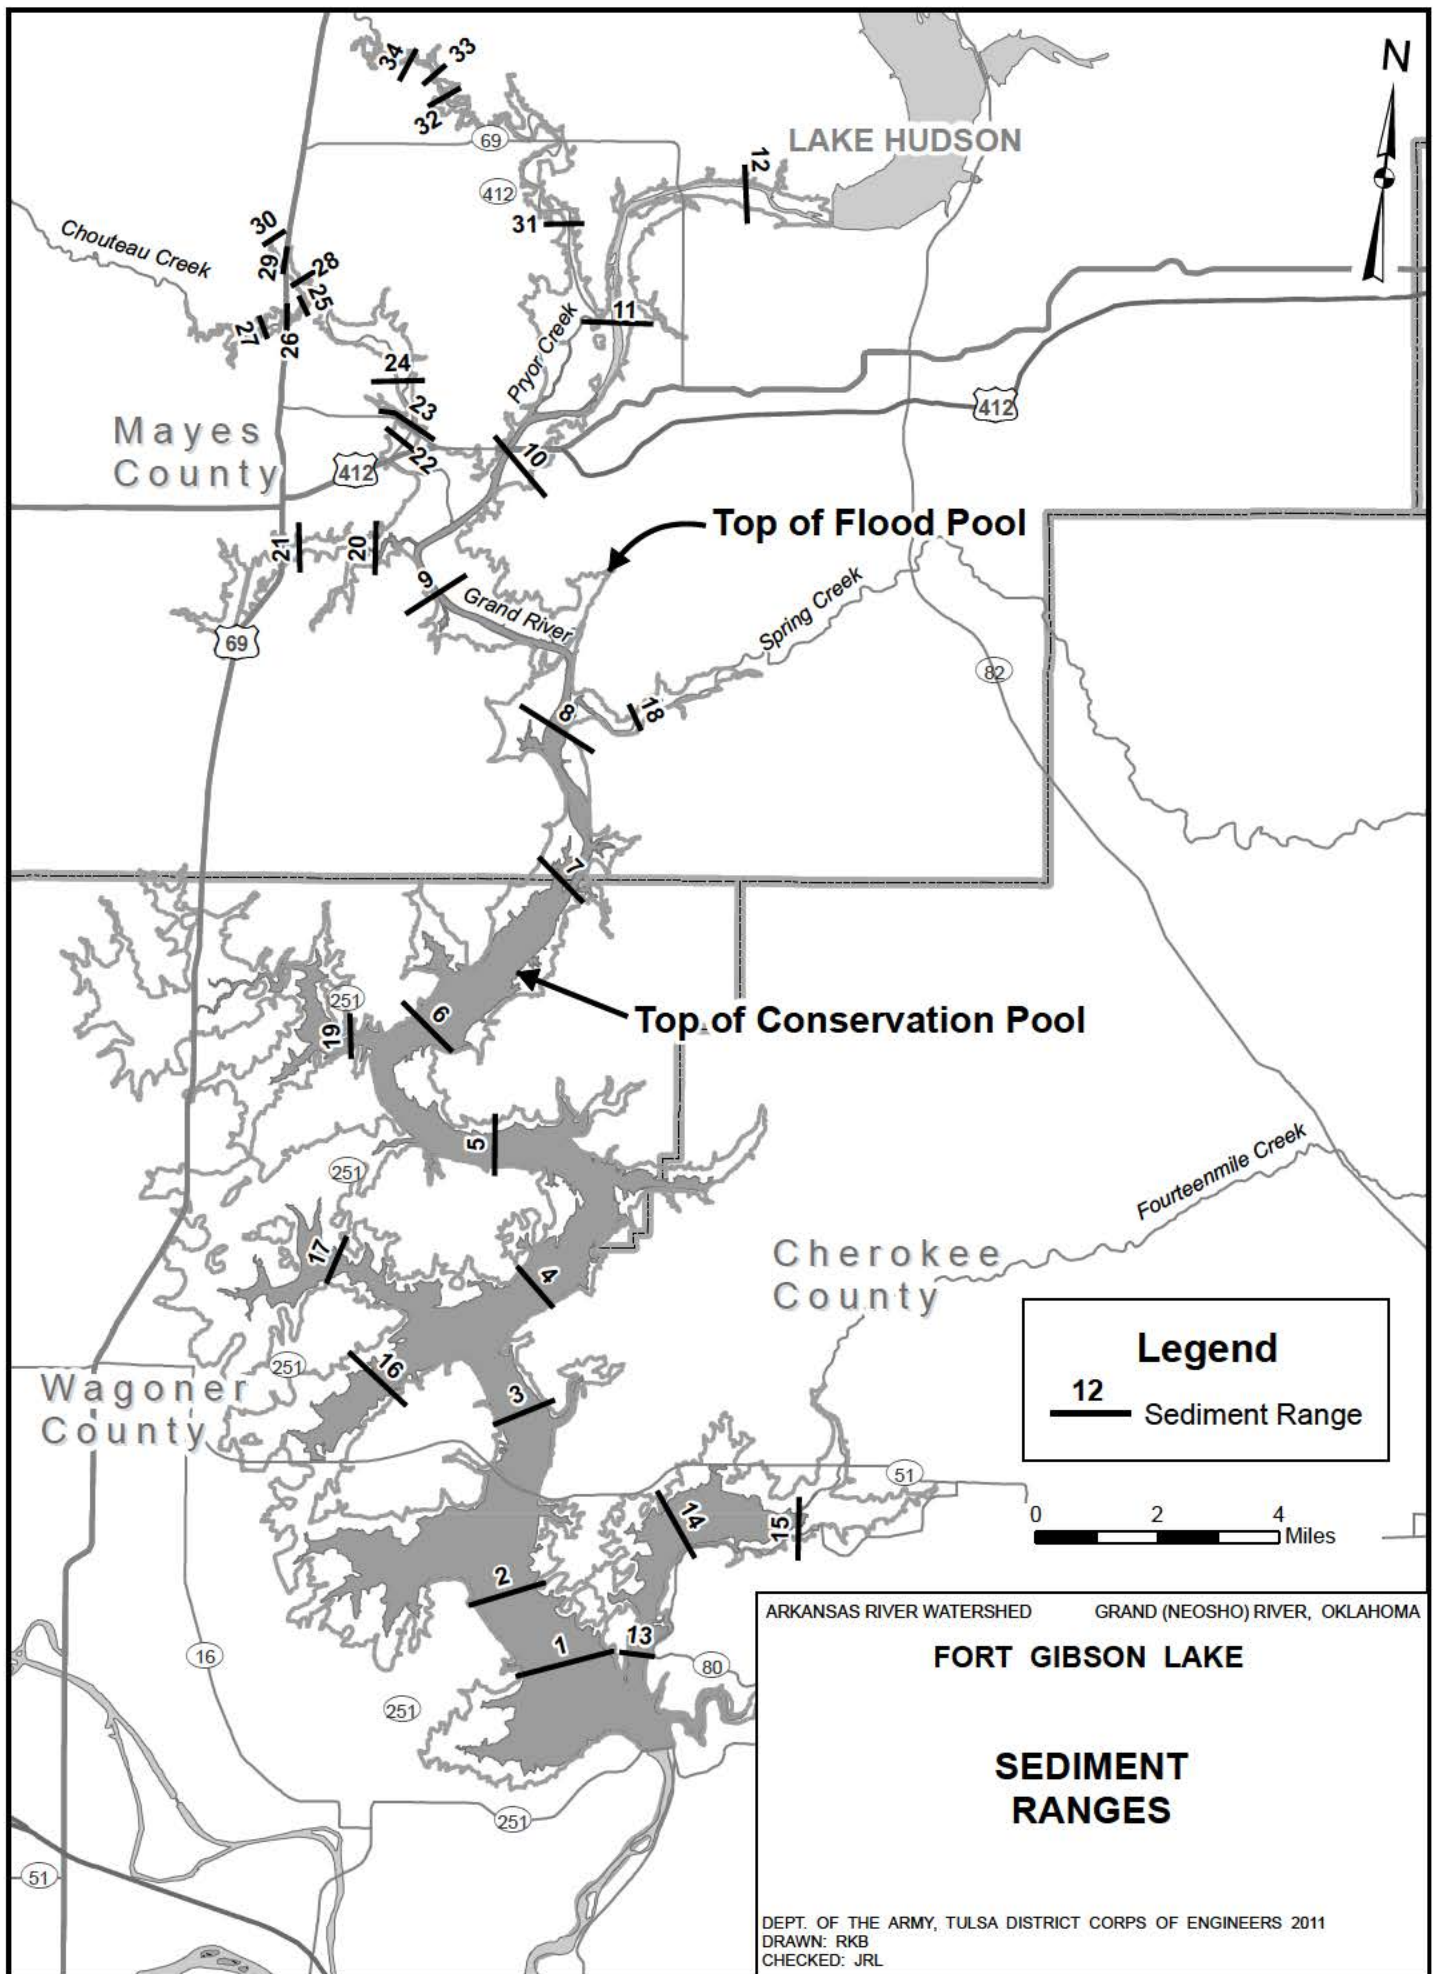 34
33
32
69
LAKE HUDSON
N
12
412
31
30
Chouteau Creek
29
28
25
27
26
11
Pryor Creek
24
23
412
22
10
Mayes
County
412
Top of Flood Pool
21
20
9
Grand River
Spring Creek
69
82
18
8
7
251
19
6
Top of Conservation Pool
5
251
Fourteenmile Creek
17
4
Cherokee
County
Legend
12
Sediment Range
251
16
3
Wagoner
County
51
14
15
0 2 4
Miles
2
1
13
16
80
251
251
51
ARKANSAS RIVER WATERSHED GRAND (NEOSHO) RIVER, OKLAHOMA
FORT GIBSON LAKE
SEDIMENT
RANGES
DEPT. OF THE ARMY, TULSA DISTRICT CORPS OF ENGINEERS 2011
DRAWN: RKB
CHECKED: JRL